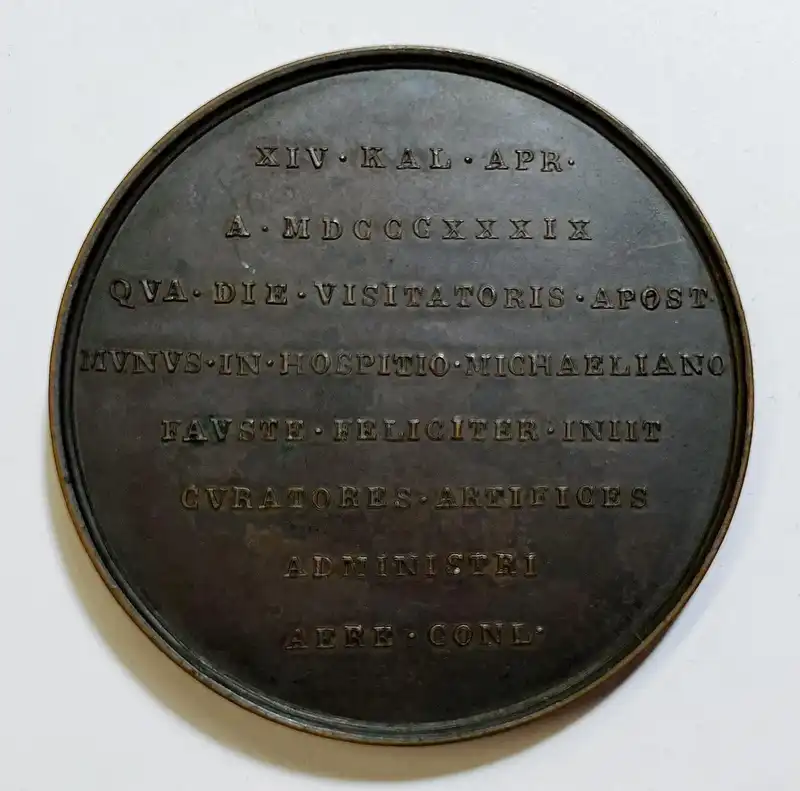 XIV · KAL · APR ·
A · MDCCCXXXIX
QVA · DIE · VISITATORIS · APOST ·
MVNVS · IN · HOSPITIO · MICHAELIANO
FAVSTE · FELICITER · INIIT
CVRATORES · ARTIFICES
ADMINISTRI
AERE · CONL ·